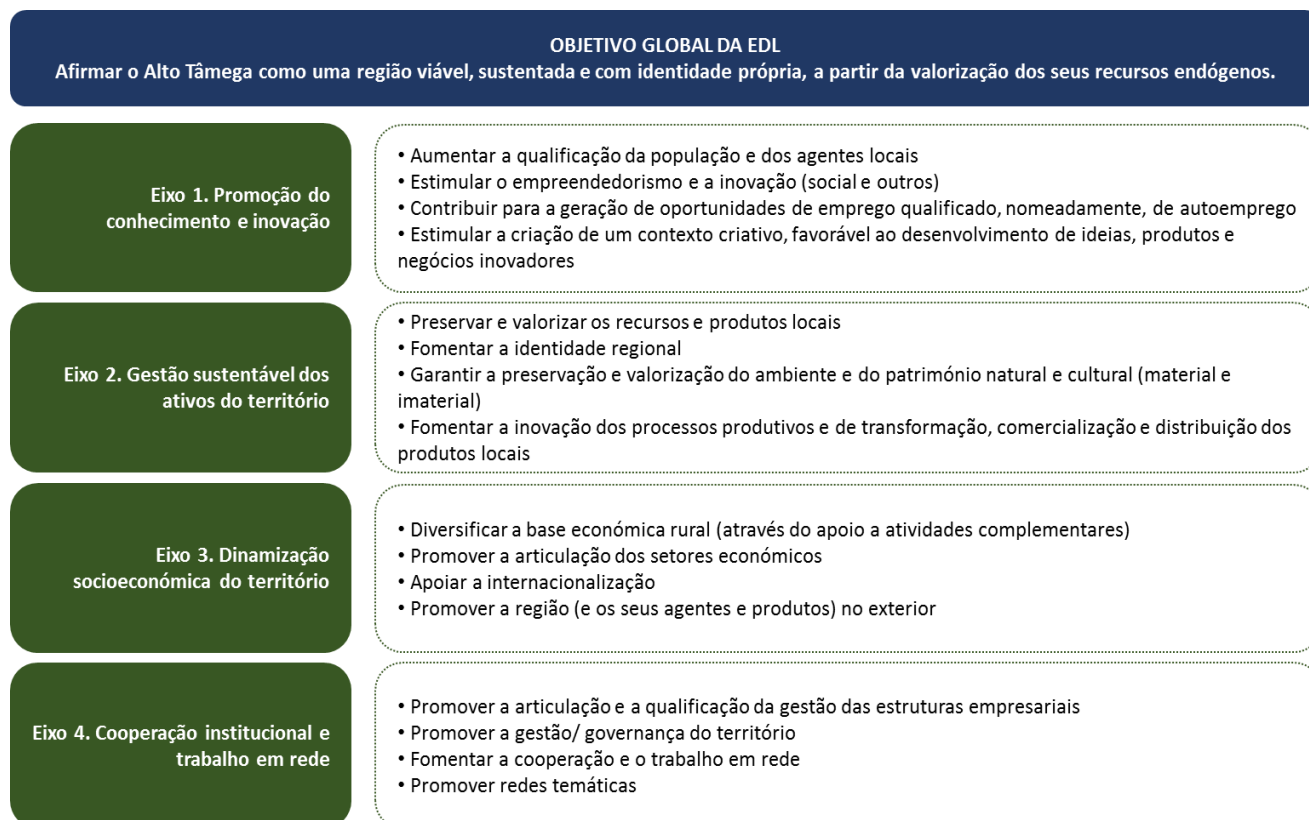 OBJETIVO GLOBAL DA EDL
Afirmar o Alto Tâmega como uma região viável, sustentada e com identidade própria, a partir da valorização dos seus recursos endógenos.
Eixo 1. Promoção do
conhecimento e inovação
• Aumentar a qualificação da população e dos agentes locais
• Estimular o empreendedorismo e a inovação (social e outros)
• Contribuir para a geração de oportunidades de emprego qualificado, nomeadamente, de autoemprego
• Estimular a criação de um contexto criativo, favorável ao desenvolvimento de ideias, produtos e
negócios inovadores
Eixo 2. Gestão sustentável dos
ativos do território
• Preservar e valorizar os recursos e produtos locais
• Fomentar a identidade regional
• Garantir a preservação e valorização do ambiente e do património natural e cultural (material e
imaterial)
• Fomentar a inovação dos processos produtivos e de transformação, comercialização e distribuição dos
produtos locais
Eixo 3. Dinamização
socioeconómica do território
• Diversificar a base económica rural (através do apoio a atividades complementares)
• Promover a articulação dos setores económicos
• Apoiar a internacionalização
• Promover a região (e os seus agentes e produtos) no exterior
Eixo 4. Cooperação institucional e
trabalho em rede
• Promover a articulação e a qualificação da gestão das estruturas empresariais
• Promover a gestão/ governança do território
• Fomentar a cooperação e o trabalho em rede
• Promover redes temáticas